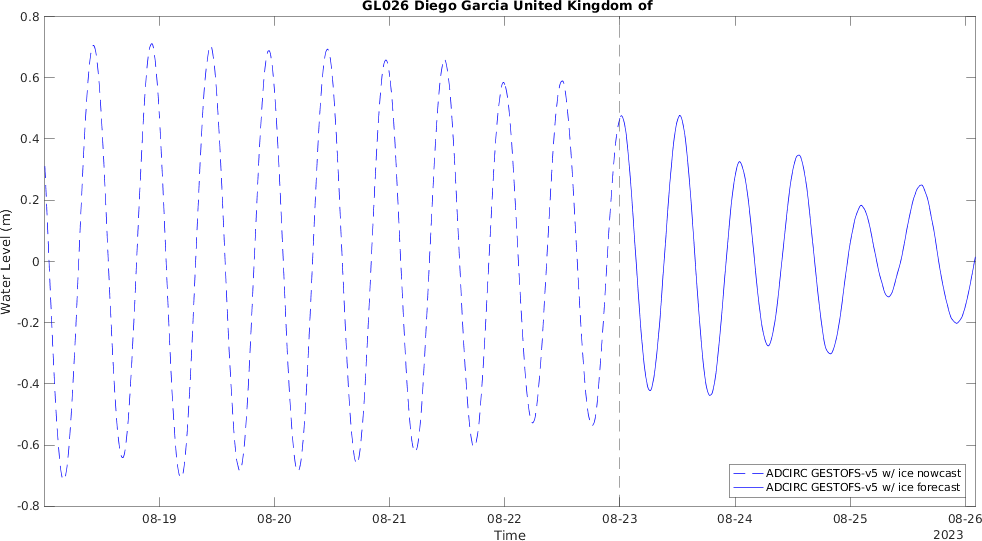 GL026 Diego Garcia United Kingdom of
0.8
0.6
0.4
0.2
0
-0.2
-0.4
-0.6
-0.8
Water Level (m)
ADCIRC GESTOFS-v5 w/ ice nowcast
ADCIRC GESTOFS-v5 w/ ice forecast
08-19 08-20 08-21 08-22 08-23 08-24 08-25 08-26
Time
2023